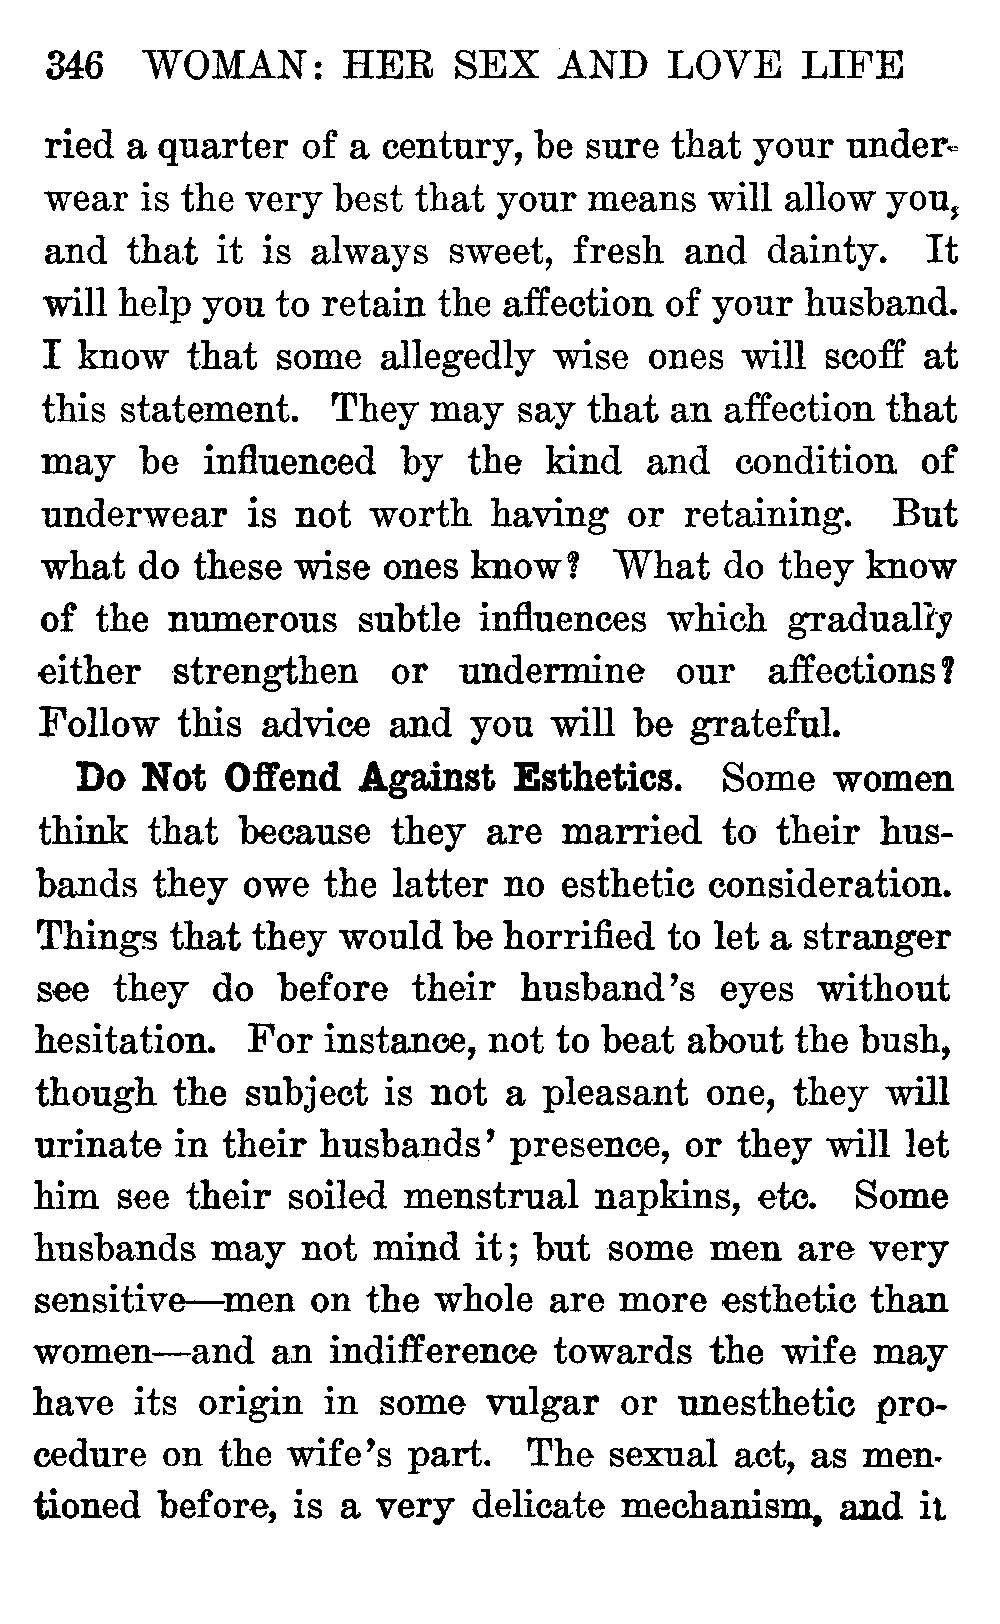 346 WOMAN: HER SEX AND LOVE LIFE
ried a quarter of a century, be sure that your under-
wear is the very best that your means will allow you,
and that it is always sweet, fresh and dainty. It
will help you to retain the affection of your husband.
I know that some allegedly wise ones will scoff at
this statement. They may say that an affection that
may be influenced by the kind and condition of
underwear is not worth having or retaining. But
what do these wise ones know? What do they know
of the numerous subtle influences which gradually
either strengthen or undermine our affections?
Follow this advice and you will be grateful.
Do Not Offend Against Esthetics. Some women
think that because they are married to their hus-
bands they owe the latter no esthetic consideration.
Things that they would be horrified to let a stranger
see they do before their husband's eyes without
hesitation. For instance, not to beat about the bush,
though the subject is not a pleasant one, they will
urinate in their husbands' presence, or they will let
him see their soiled menstrual napkins, etc. Some
husbands may not mind it; but some men are very
sensitive—men on the whole are more esthetic than
women—and an indifference towards the wife may
have its origin in some vulgar or unesthetic pro-
cedure on the wife's part. The sexual act, as men-
tioned before, is a very delicate mechanism, and it